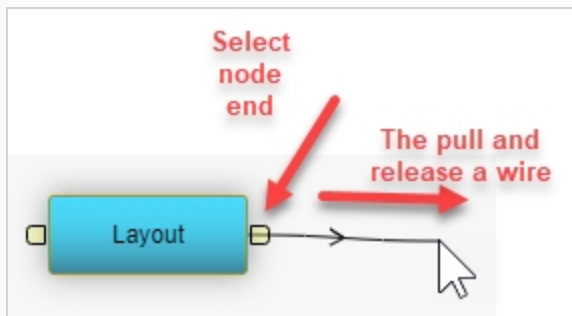 Select
node
end
The pull and
release a wire
Layout